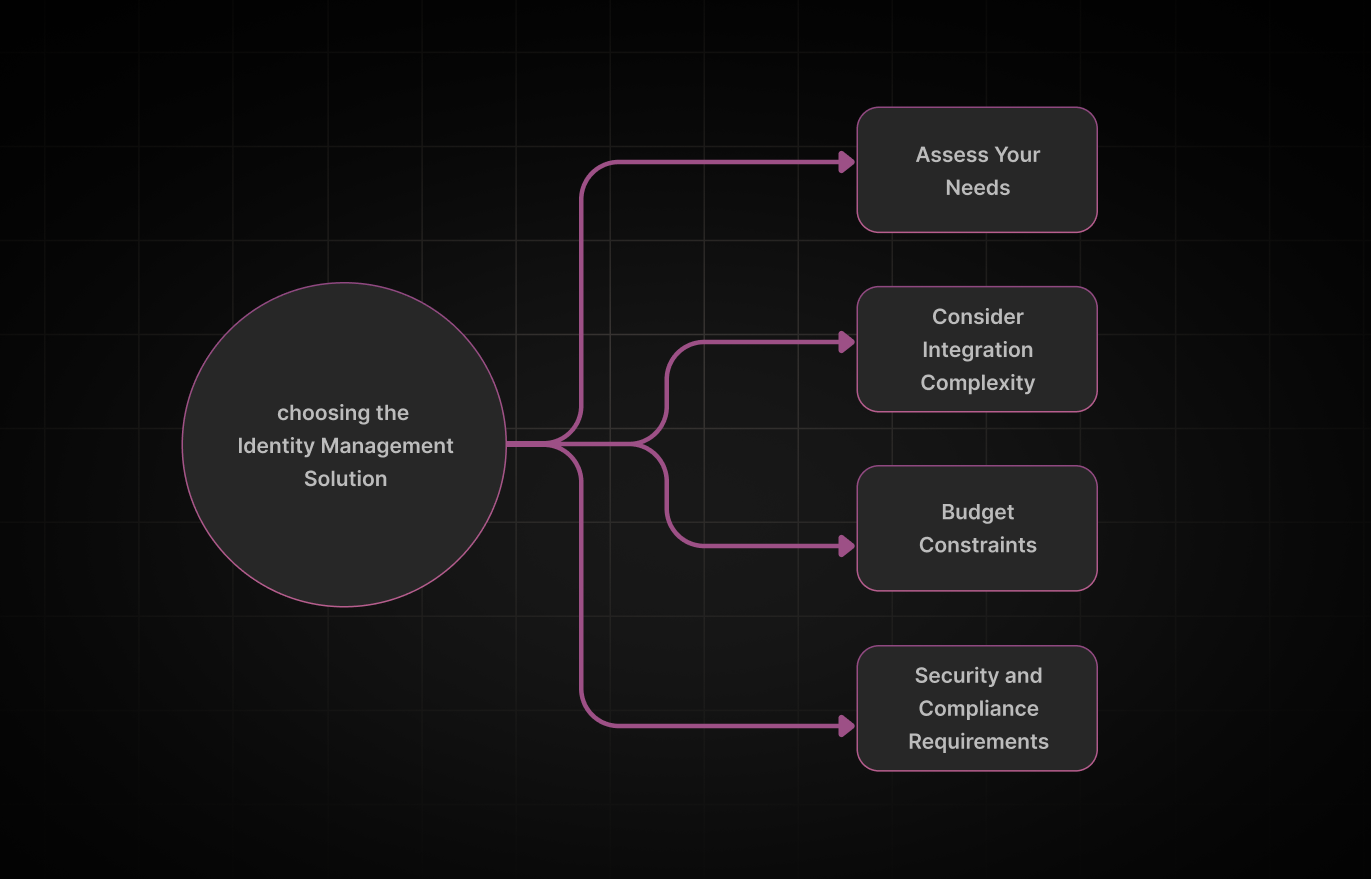 choosing the
Identity Management
Solution
Assess Your
Needs
Consider
Integration
Complexity
Budget
Constraints
Security and
Compliance
Requirements